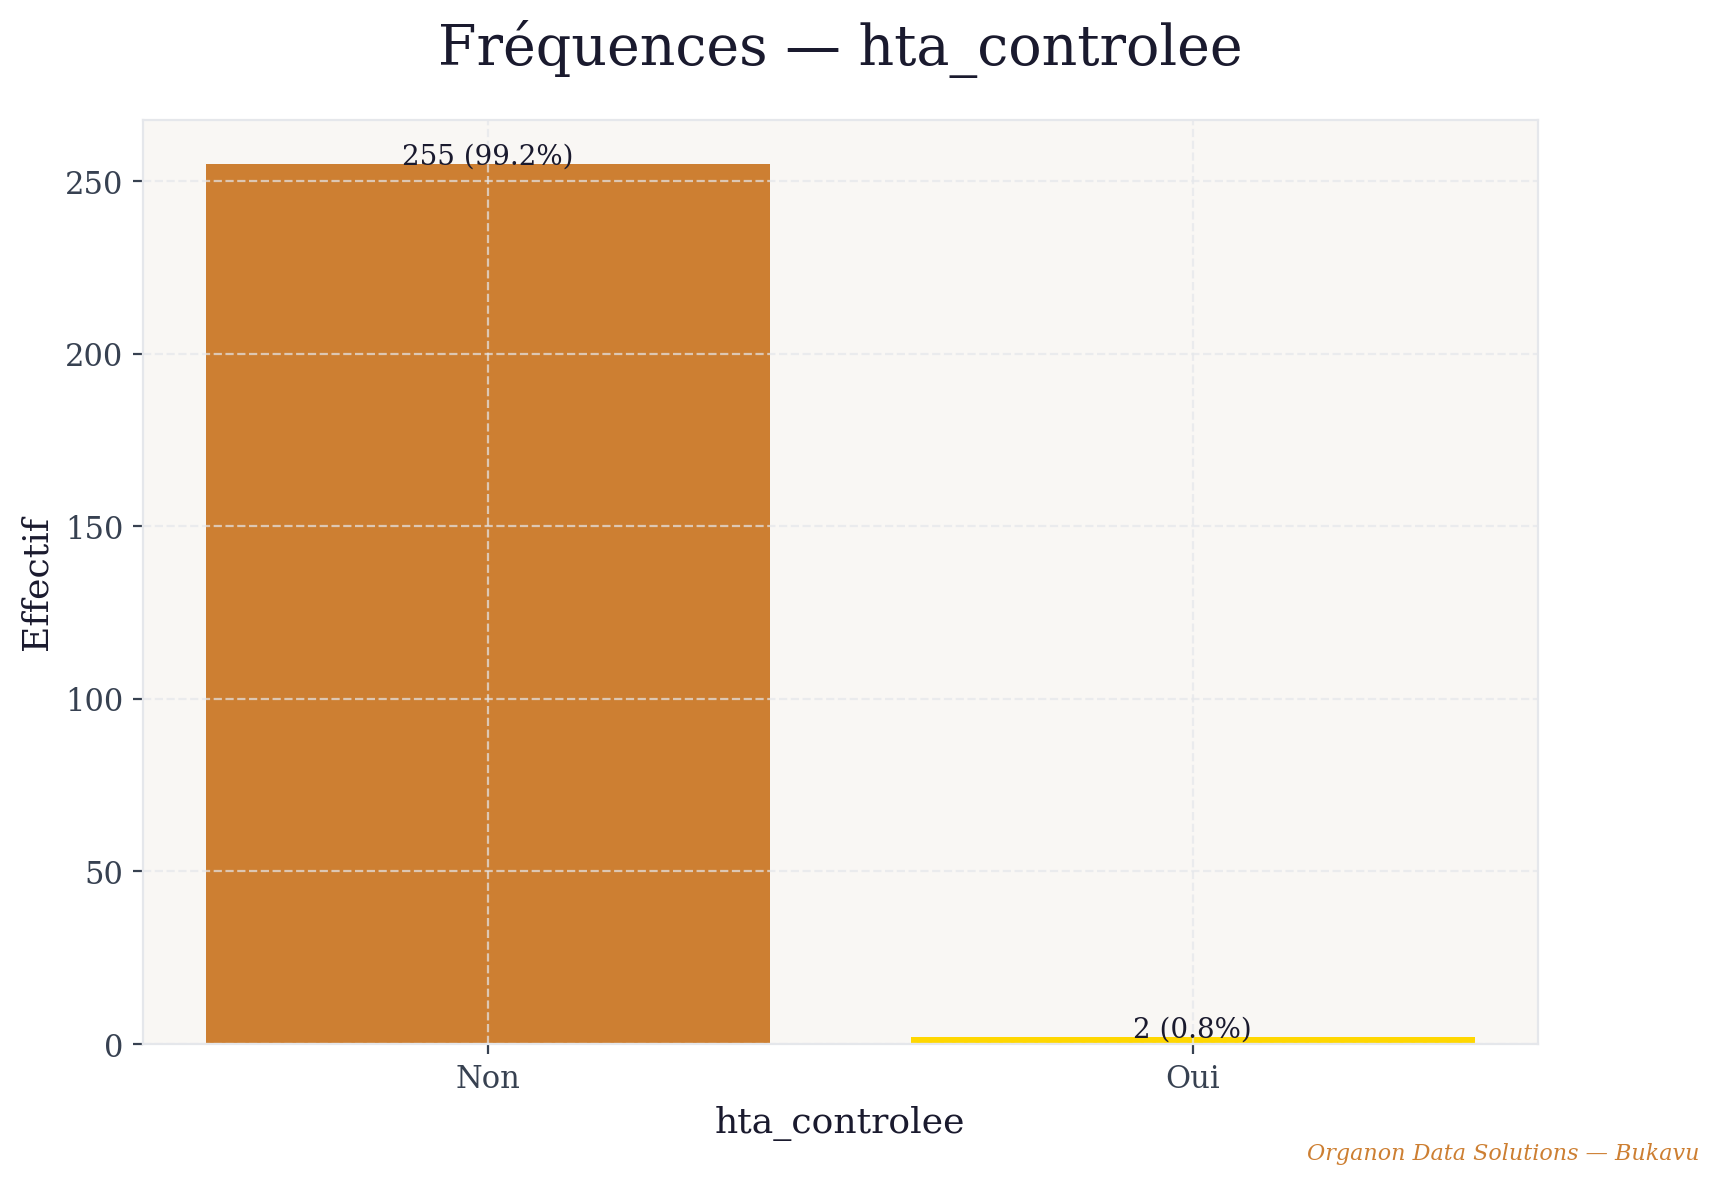 Fréquences — hta_controlee
255 (99.2%)
250
200
150
100
50
0
Effectif
2 (0.8%)
Non
Oui
hta_controlee
Organon Data Solutions — Bukavu